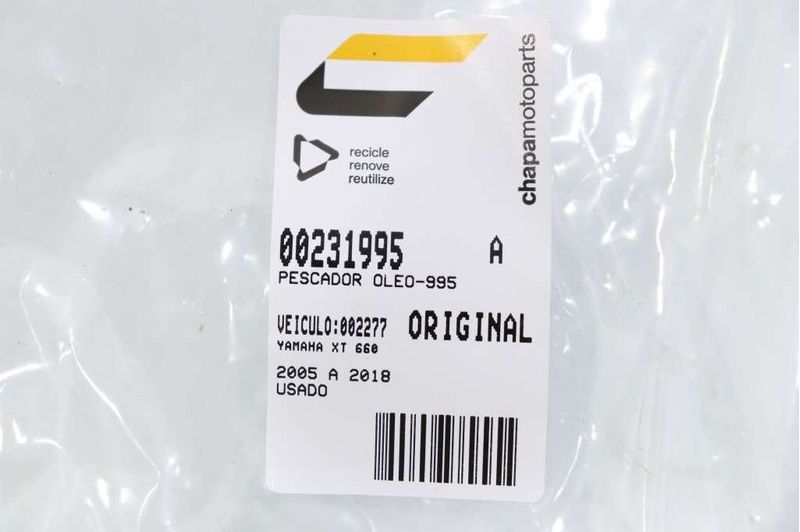 chapamotoparts
recicle
renove
reutilize
00231995 A
PESCADOR OLEO-995
VEICULO:002277 ORIGINAL
YAMAHA XT 660
2005 A 2018
USADO